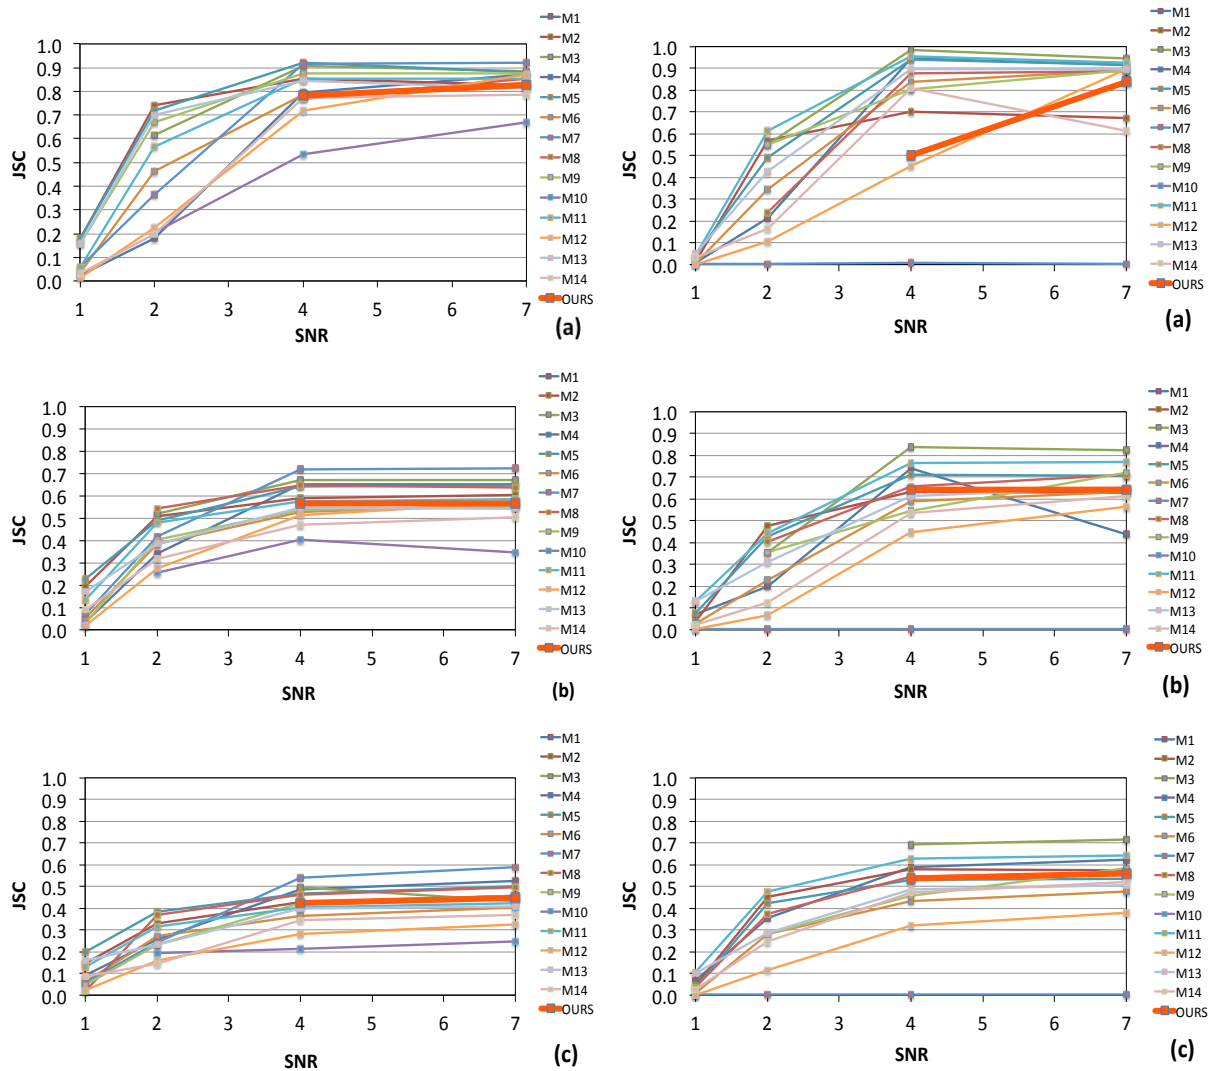 M1
M2
M3
M4
M5
M6
M7
M8
M9
M10
M11
M12
M13
M14
OURS
1.0
0.9
0.8
0.7
0.6
0.5
0.4
0.3
0.2
0.1
0.0
JSC
1 2 3 4 5 6 7
SNR
(a)
M1
M2
M3
M4
M5
M6
M7
M8
M9
M10
M11
M12
M13
M14
OURS
1.0
0.9
0.8
0.7
0.6
0.5
0.4
0.3
0.2
0.1
0.0
JSC
1 2 3 4 5 6 7
SNR
(a)
M1
M2
M3
M4
M5
M6
M7
M8
M9
M10
M11
M12
M13
M14
OURS
1.0
0.9
0.8
0.7
0.6
0.5
0.4
0.3
0.2
0.1
0.0
JSC
1 2 3 4 5 6 7
SNR
(b)
M1
M2
M3
M4
M5
M6
M7
M8
M9
M10
M11
M12
M13
M14
OURS
1.0
0.9
0.8
0.7
0.6
0.5
0.4
0.3
0.2
0.1
0.0
JSC
1 2 3 4 5 6 7
SNR
(b)
M1
M2
M3
M4
M5
M6
M7
M8
M9
M10
M11
M12
M13
M14
OURS
1.0
0.9
0.8
0.7
0.6
0.5
0.4
0.3
0.2
0.1
0.0
JSC
1 2 3 4 5 6 7
SNR
(c)
M1
M2
M3
M4
M5
M6
M7
M8
M9
M10
M11
M12
M13
M14
OURS
1.0
0.9
0.8
0.7
0.6
0.5
0.4
0.3
0.2
0.1
0.0
JSC
1 2 3 4 5 6 7
SNR
(c)